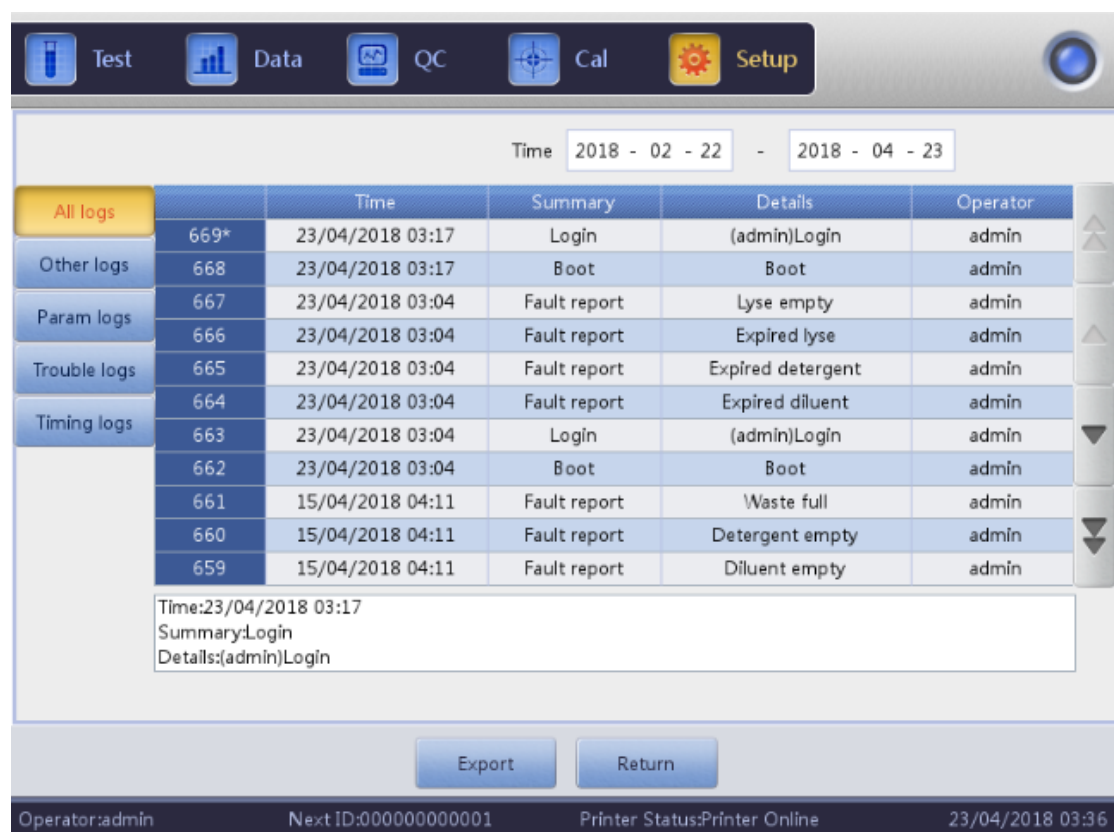 Test Data QC Cal Setup
Time 2018 - 02 - 22 - 2018 - 04 - 23
All logs
Other logs
Param logs
Trouble logs
Timing logs
Time Summary Details Operator
669* 23/04/2018 03:17 Login (admin)Login admin
668 23/04/2018 03:17 Boot Boot admin
667 23/04/2018 03:04 Fault report Lyse empty admin
666 23/04/2018 03:04 Fault report Expired lyse admin
665 23/04/2018 03:04 Fault report Expired detergent admin
664 23/04/2018 03:04 Fault report Expired diluent admin
663 23/04/2018 03:04 Login (admin)Login admin
662 23/04/2018 03:04 Boot Boot admin
661 15/04/2018 04:11 Fault report Waste full admin
660 15/04/2018 04:11 Fault report Detergent empty admin
659 15/04/2018 04:11 Fault report Diluent empty admin
Time:23/04/2018 03:17
Summary:Login
Details:(admin)Login
Export Return
Operator:admin Next ID:000000000001 Printer Status:Printer Online 23/04/2018 03:36